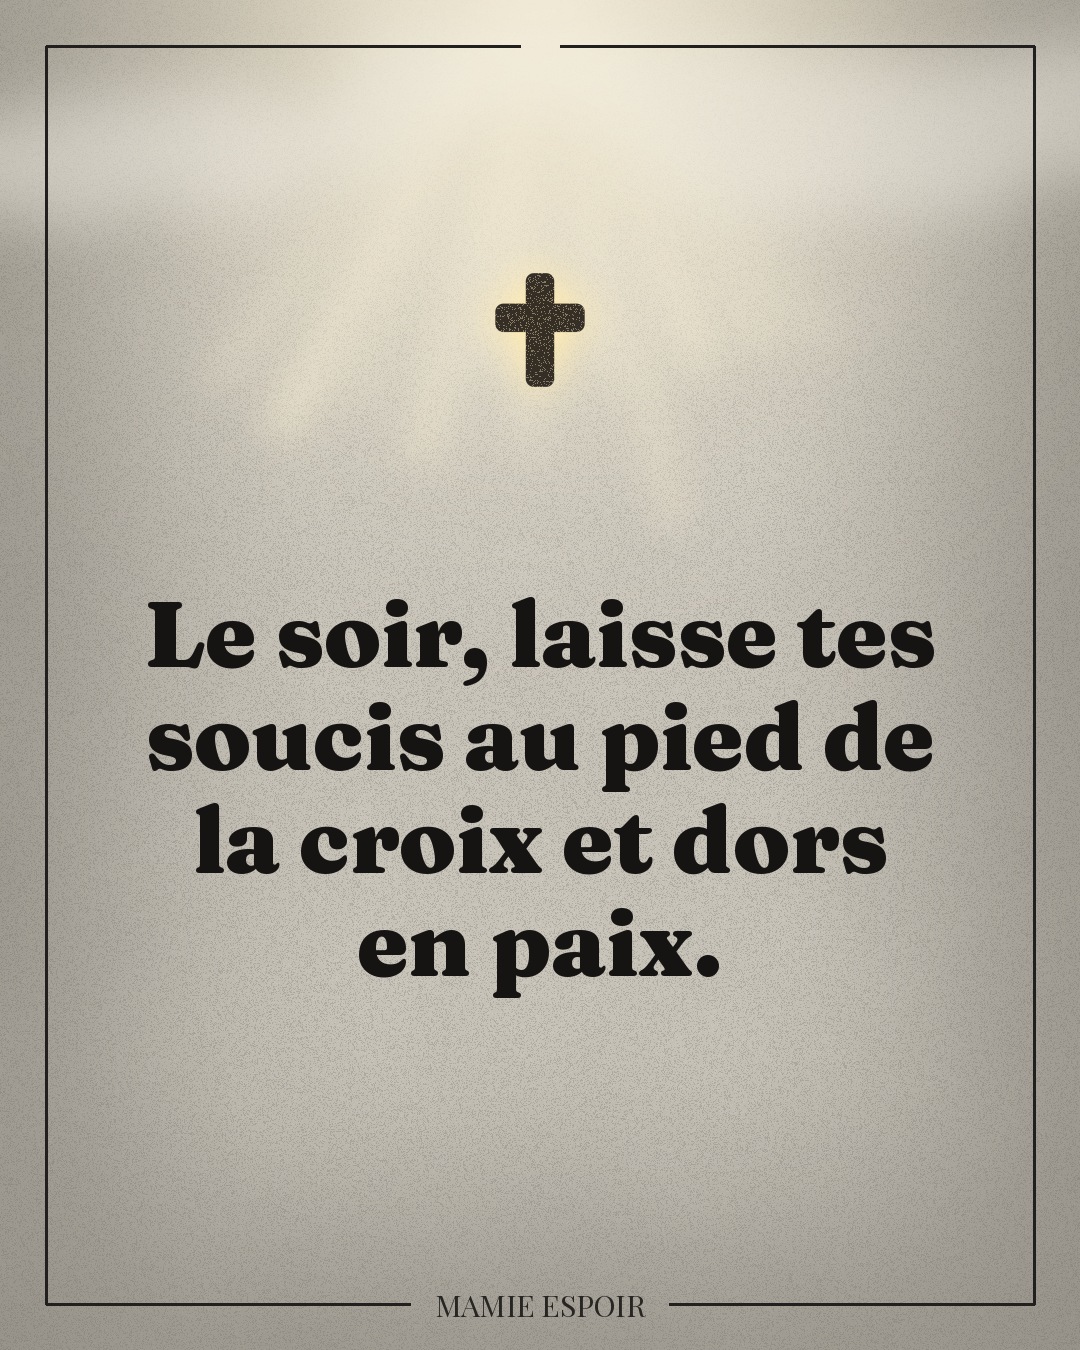 Le soir, laisse tes
soucis au pied de
la croix et dors
en paix.
MAMIE ESPOIR